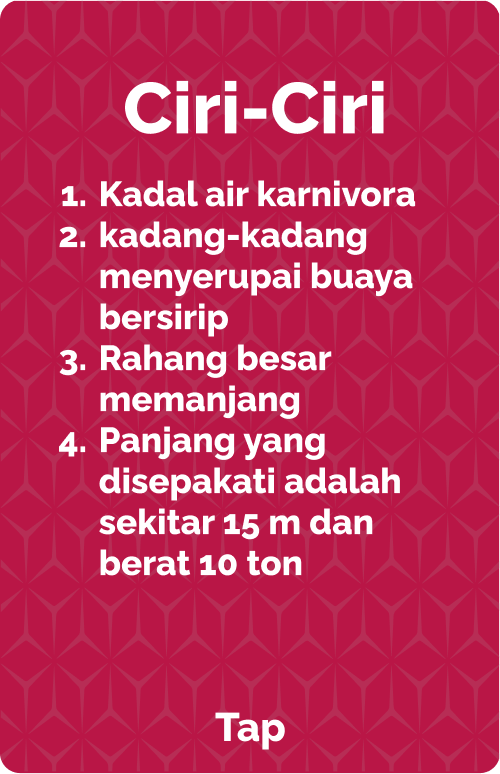 Ciri-Ciri
1. Kadal air karnivora
2. kadang-kadang
menyerupai buaya
bersirip
3. Rahang besar
memanjang
4. Panjang yang
disepakati adalah
sekitar 15 m dan
berat 10 ton
Tap